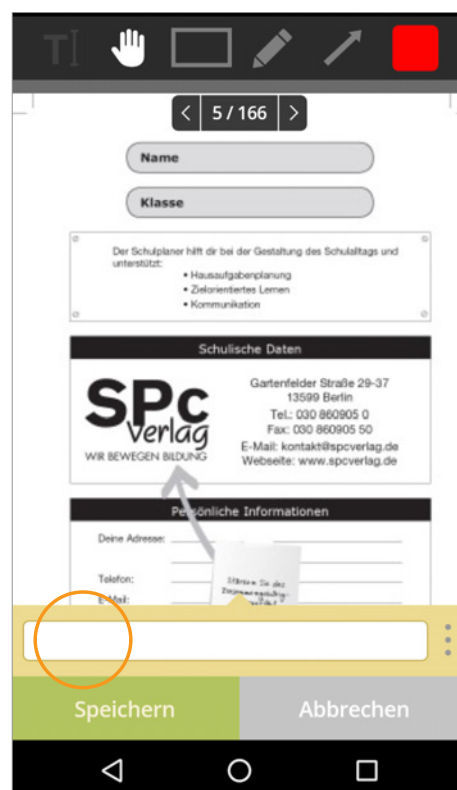 T
5 / 166
Name
Klasse
Der Schulplaner hilft dir bei der Gestaltung des Schulalltags und
unterstützt:
• Hausaufgabenplanung
• Zielorientiertes Lernen
• Kommunikation
Schulische Daten
SPc
Verlag
WIR BEWEGEN BILDUNG
Gartenfelder Straße 29-37
13599 Berlin
Tel.: 030 860905 0
Fax: 030 860905 50
E-Mail: kontakt@spcverlag.de
Webseite: www.spcverlag.de
Persönliche Informationen
Deine Adresse:
Telefon:
E-Mail:
Speichern
Abbrechen